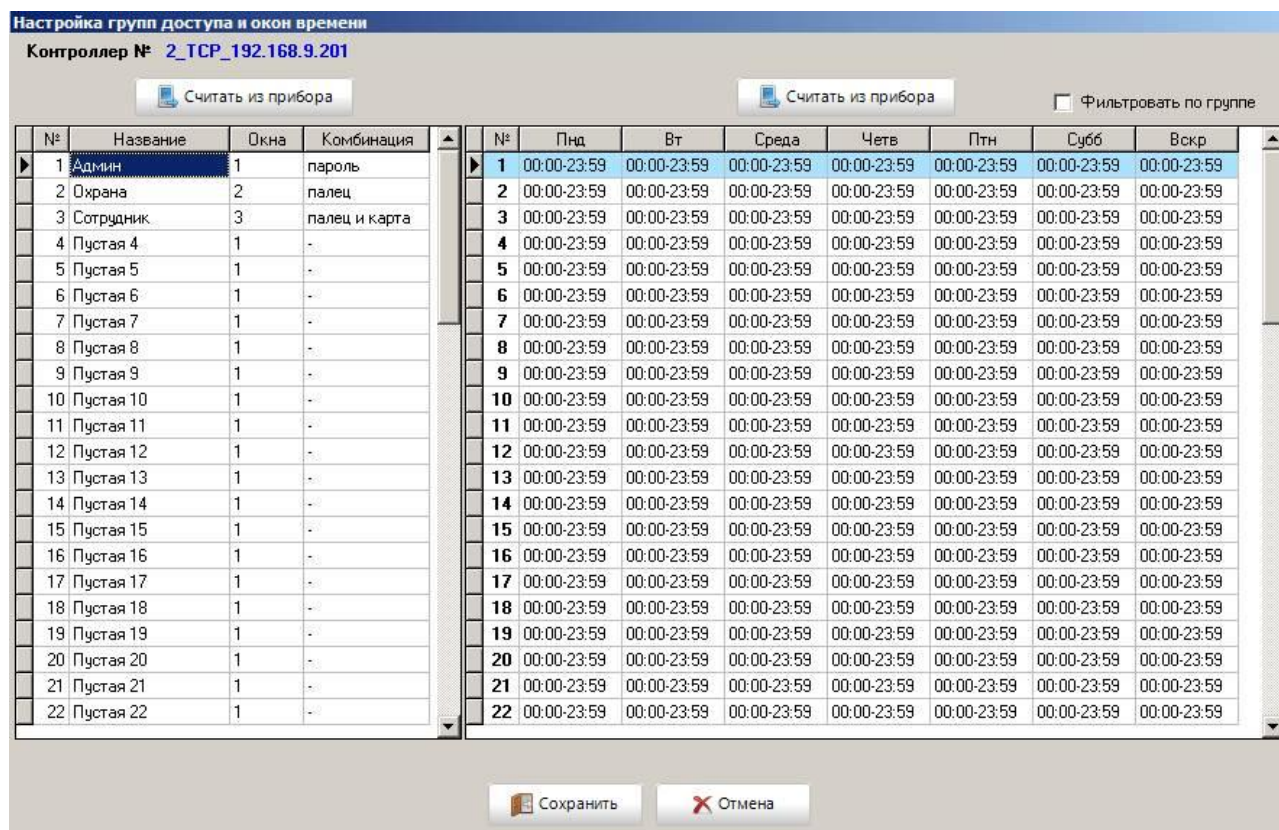 Настройка групп доступа и окон времени
Контроллер № 2_TCP_192.168.9.201
Считать из прибора Считать из прибора Фильтровать по группе
№ Название Окна Комбинация № Пнд Вт Среда Четв Птн Субб Вскр
1 Админ 1 пароль 1 00:00-23:59 00:00-23:59 00:00-23:59 00:00-23:59 00:00-23:59 00:00-23:59 00:00-23:59
2 Охрана 2 палец 2 00:00-23:59 00:00-23:59 00:00-23:59 00:00-23:59 00:00-23:59 00:00-23:59 00:00-23:59
3 Сотрудник 3 палец и карта 3 00:00-23:59 00:00-23:59 00:00-23:59 00:00-23:59 00:00-23:59 00:00-23:59 00:00-23:59
4 Пустая 4 1 - 4 00:00-23:59 00:00-23:59 00:00-23:59 00:00-23:59 00:00-23:59 00:00-23:59 00:00-23:59
5 Пустая 5 1 - 5 00:00-23:59 00:00-23:59 00:00-23:59 00:00-23:59 00:00-23:59 00:00-23:59 00:00-23:59
6 Пустая 6 1 - 6 00:00-23:59 00:00-23:59 00:00-23:59 00:00-23:59 00:00-23:59 00:00-23:59 00:00-23:59
7 Пустая 7 1 - 7 00:00-23:59 00:00-23:59 00:00-23:59 00:00-23:59 00:00-23:59 00:00-23:59 00:00-23:59
8 Пустая 8 1 - 8 00:00-23:59 00:00-23:59 00:00-23:59 00:00-23:59 00:00-23:59 00:00-23:59 00:00-23:59
9 Пустая 9 1 - 9 00:00-23:59 00:00-23:59 00:00-23:59 00:00-23:59 00:00-23:59 00:00-23:59 00:00-23:59
10 Пустая 10 1 - 10 00:00-23:59 00:00-23:59 00:00-23:59 00:00-23:59 00:00-23:59 00:00-23:59 00:00-23:59
11 Пустая 11 1 - 11 00:00-23:59 00:00-23:59 00:00-23:59 00:00-23:59 00:00-23:59 00:00-23:59 00:00-23:59
12 Пустая 12 1 - 12 00:00-23:59 00:00-23:59 00:00-23:59 00:00-23:59 00:00-23:59 00:00-23:59 00:00-23:59
13 Пустая 13 1 - 13 00:00-23:59 00:00-23:59 00:00-23:59 00:00-23:59 00:00-23:59 00:00-23:59 00:00-23:59
14 Пустая 14 1 - 14 00:00-23:59 00:00-23:59 00:00-23:59 00:00-23:59 00:00-23:59 00:00-23:59 00:00-23:59
15 Пустая 15 1 - 15 00:00-23:59 00:00-23:59 00:00-23:59 00:00-23:59 00:00-23:59 00:00-23:59 00:00-23:59
16 Пустая 16 1 - 16 00:00-23:59 00:00-23:59 00:00-23:59 00:00-23:59 00:00-23:59 00:00-23:59 00:00-23:59
17 Пустая 17 1 - 17 00:00-23:59 00:00-23:59 00:00-23:59 00:00-23:59 00:00-23:59 00:00-23:59 00:00-23:59
18 Пустая 18 1 - 18 00:00-23:59 00:00-23:59 00:00-23:59 00:00-23:59 00:00-23:59 00:00-23:59 00:00-23:59
19 Пустая 19 1 - 19 00:00-23:59 00:00-23:59 00:00-23:59 00:00-23:59 00:00-23:59 00:00-23:59 00:00-23:59
20 Пустая 20 1 - 20 00:00-23:59 00:00-23:59 00:00-23:59 00:00-23:59 00:00-23:59 00:00-23:59 00:00-23:59
21 Пустая 21 1 - 21 00:00-23:59 00:00-23:59 00:00-23:59 00:00-23:59 00:00-23:59 00:00-23:59 00:00-23:59
22 Пустая 22 1 - 22 00:00-23:59 00:00-23:59 00:00-23:59 00:00-23:59 00:00-23:59 00:00-23:59 00:00-23:59
Сохранить Отмена